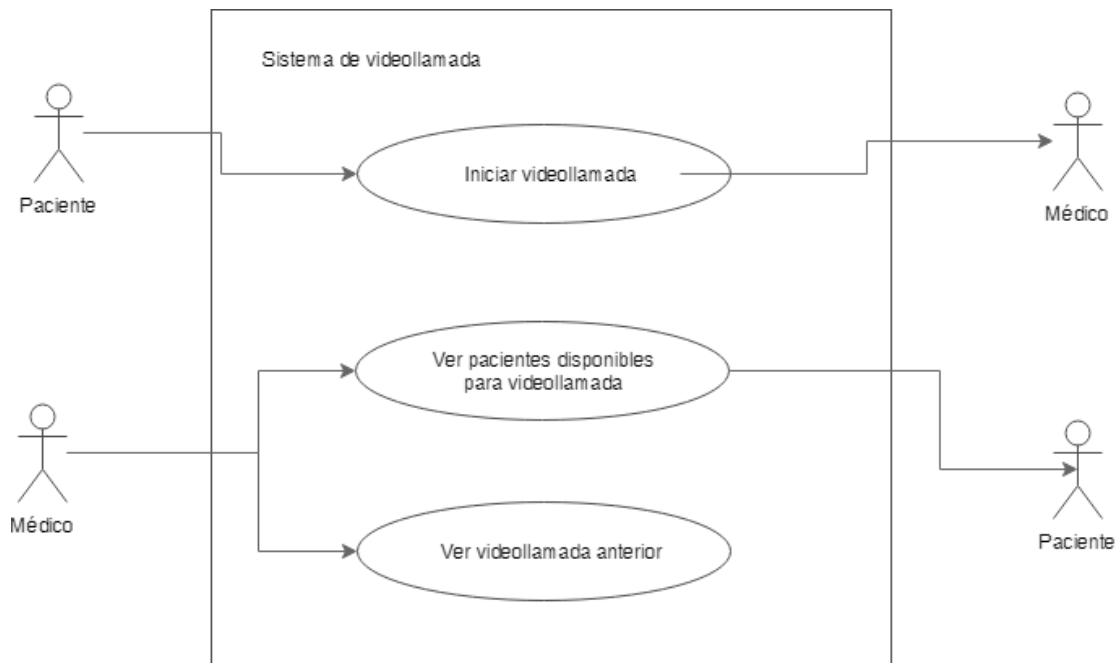 Sistema de videollamada
Paciente
Iniciar videollamada
Médico
Ver pacientes disponibles
para videollamada
Médico
Ver videollamada anterior
Paciente